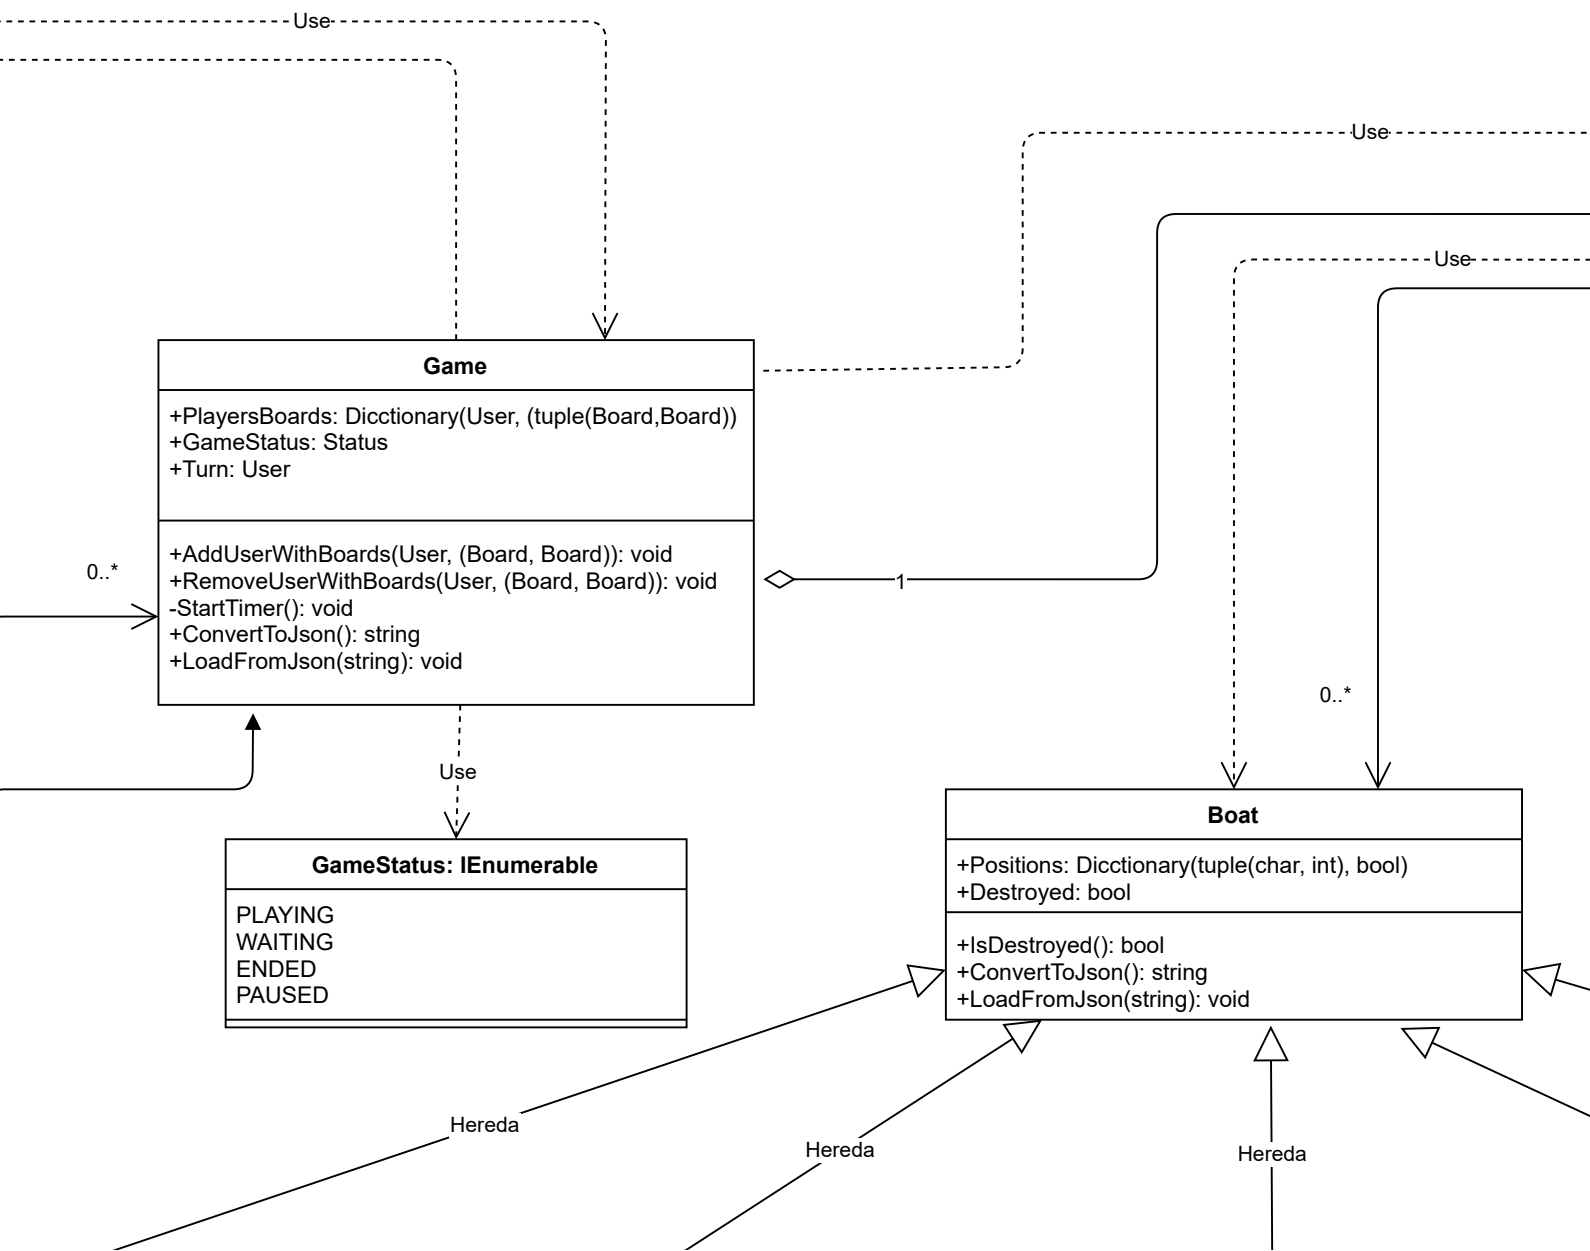 Use
Use
Use
Game
+PlayersBoards: Dicctionary(User, (tuple(Board,Board))
+GameStatus: Status
+Turn: User
+AddUserWithBoards(User, (Board, Board)): void
+RemoveUserWithBoards(User, (Board, Board)): void
-StartTimer(): void
+ConvertToJson(): string
+LoadFromJson(string): void
0..*
1
0..*
Use
GameStatus: IEnumerable
PLAYING
WAITING
ENDED
PAUSED
Boat
+Positions: Dicctionary(tuple(char, int), bool)
+Destroyed: bool
+IsDestroyed(): bool
+ConvertToJson(): string
+LoadFromJson(string): void
Hereda
Hereda
Hereda